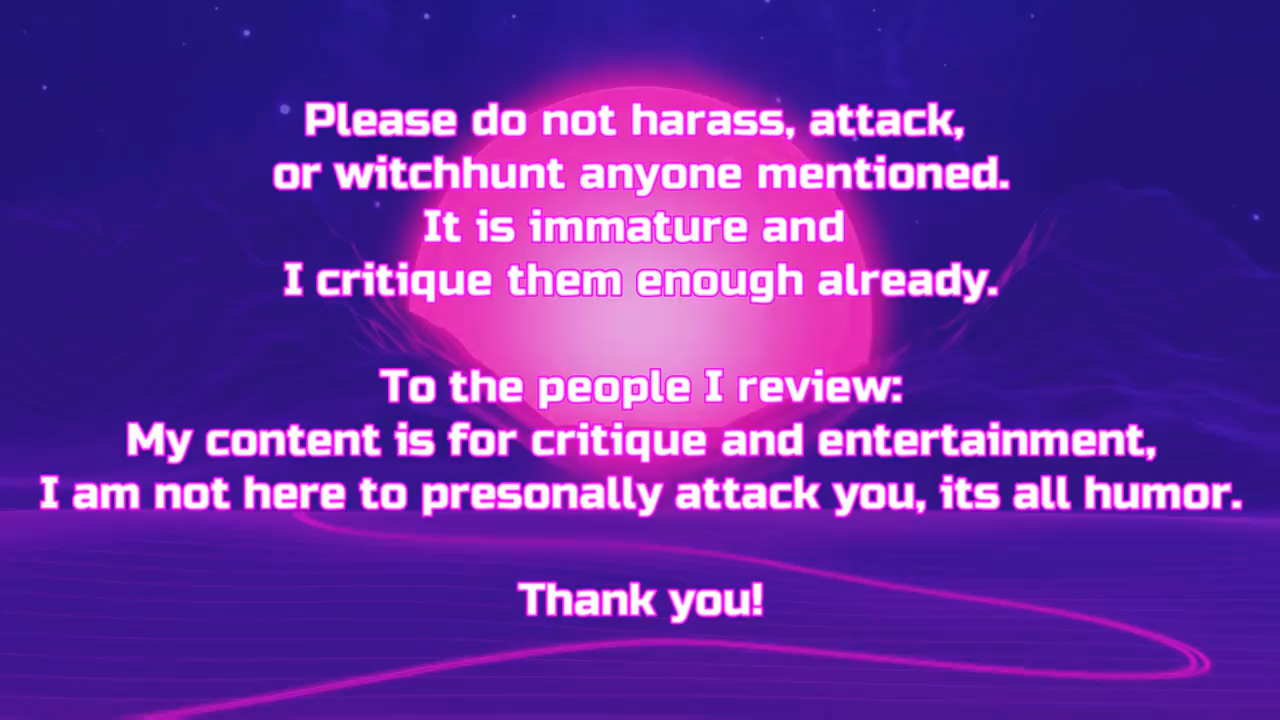 Please do not harass, attack,
or witchhunt anyone mentioned.
It is immature and
I critique them enough already.
To the people I review:
My content is for critique and entertainment,
I am not here to presonally attack you, its all humor.
Thank you!